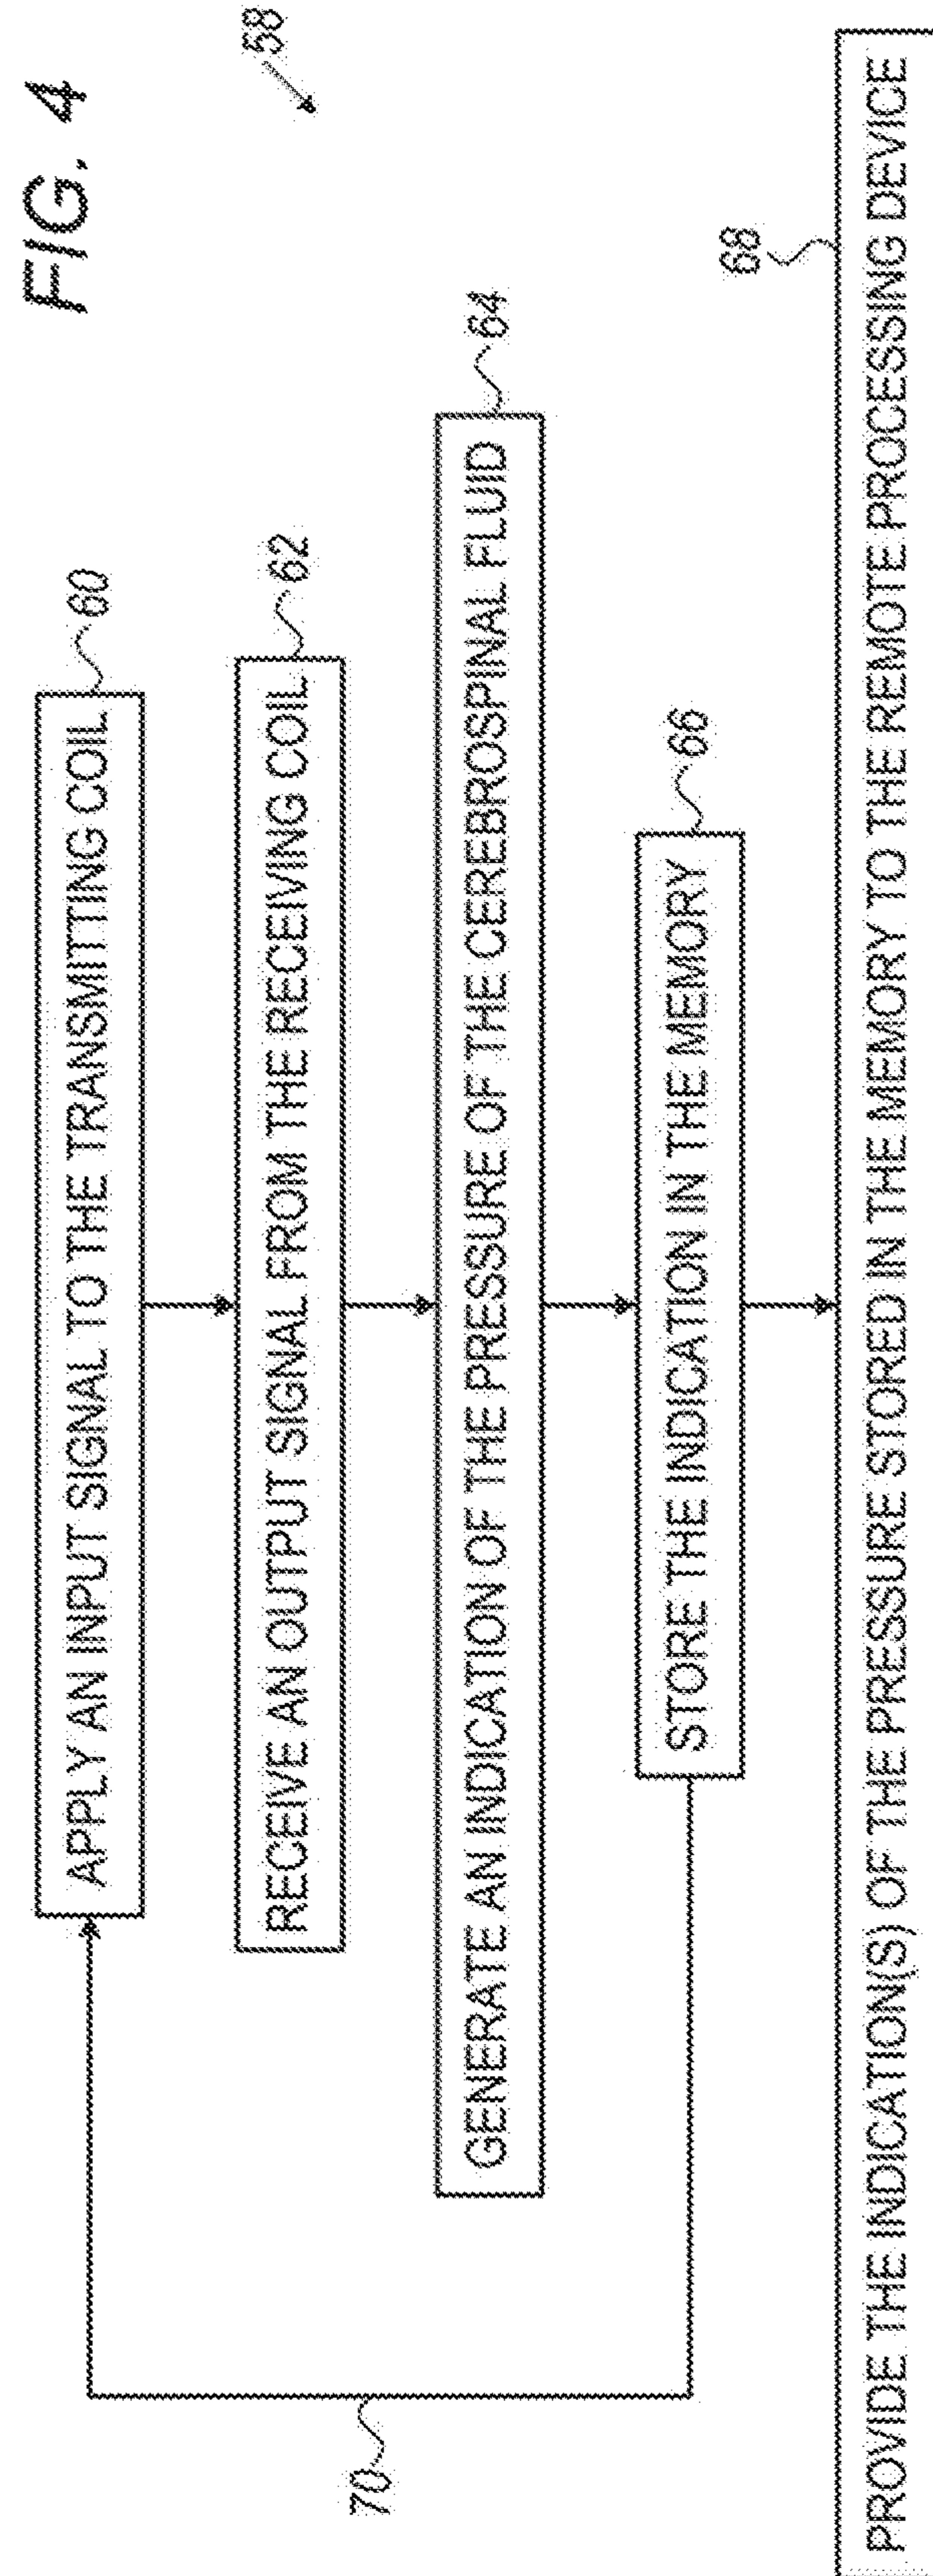 FIG. 4
58
APPLY AN INPUT SIGNAL TO THE TRANSMITTING COIL
60
RECEIVE AN OUTPUT SIGNAL FROM THE RECEIVING COIL
62
GENERATE AN INDICATION OF THE PRESSURE OF THE CEREBROSPINAL FLUID
64
STORE THE INDICATION IN THE MEMORY
66
70
PROVIDE THE INDICATION(S) OF THE PRESSURE STORED IN THE MEMORY TO THE REMOTE PROCESSING DEVICE
68